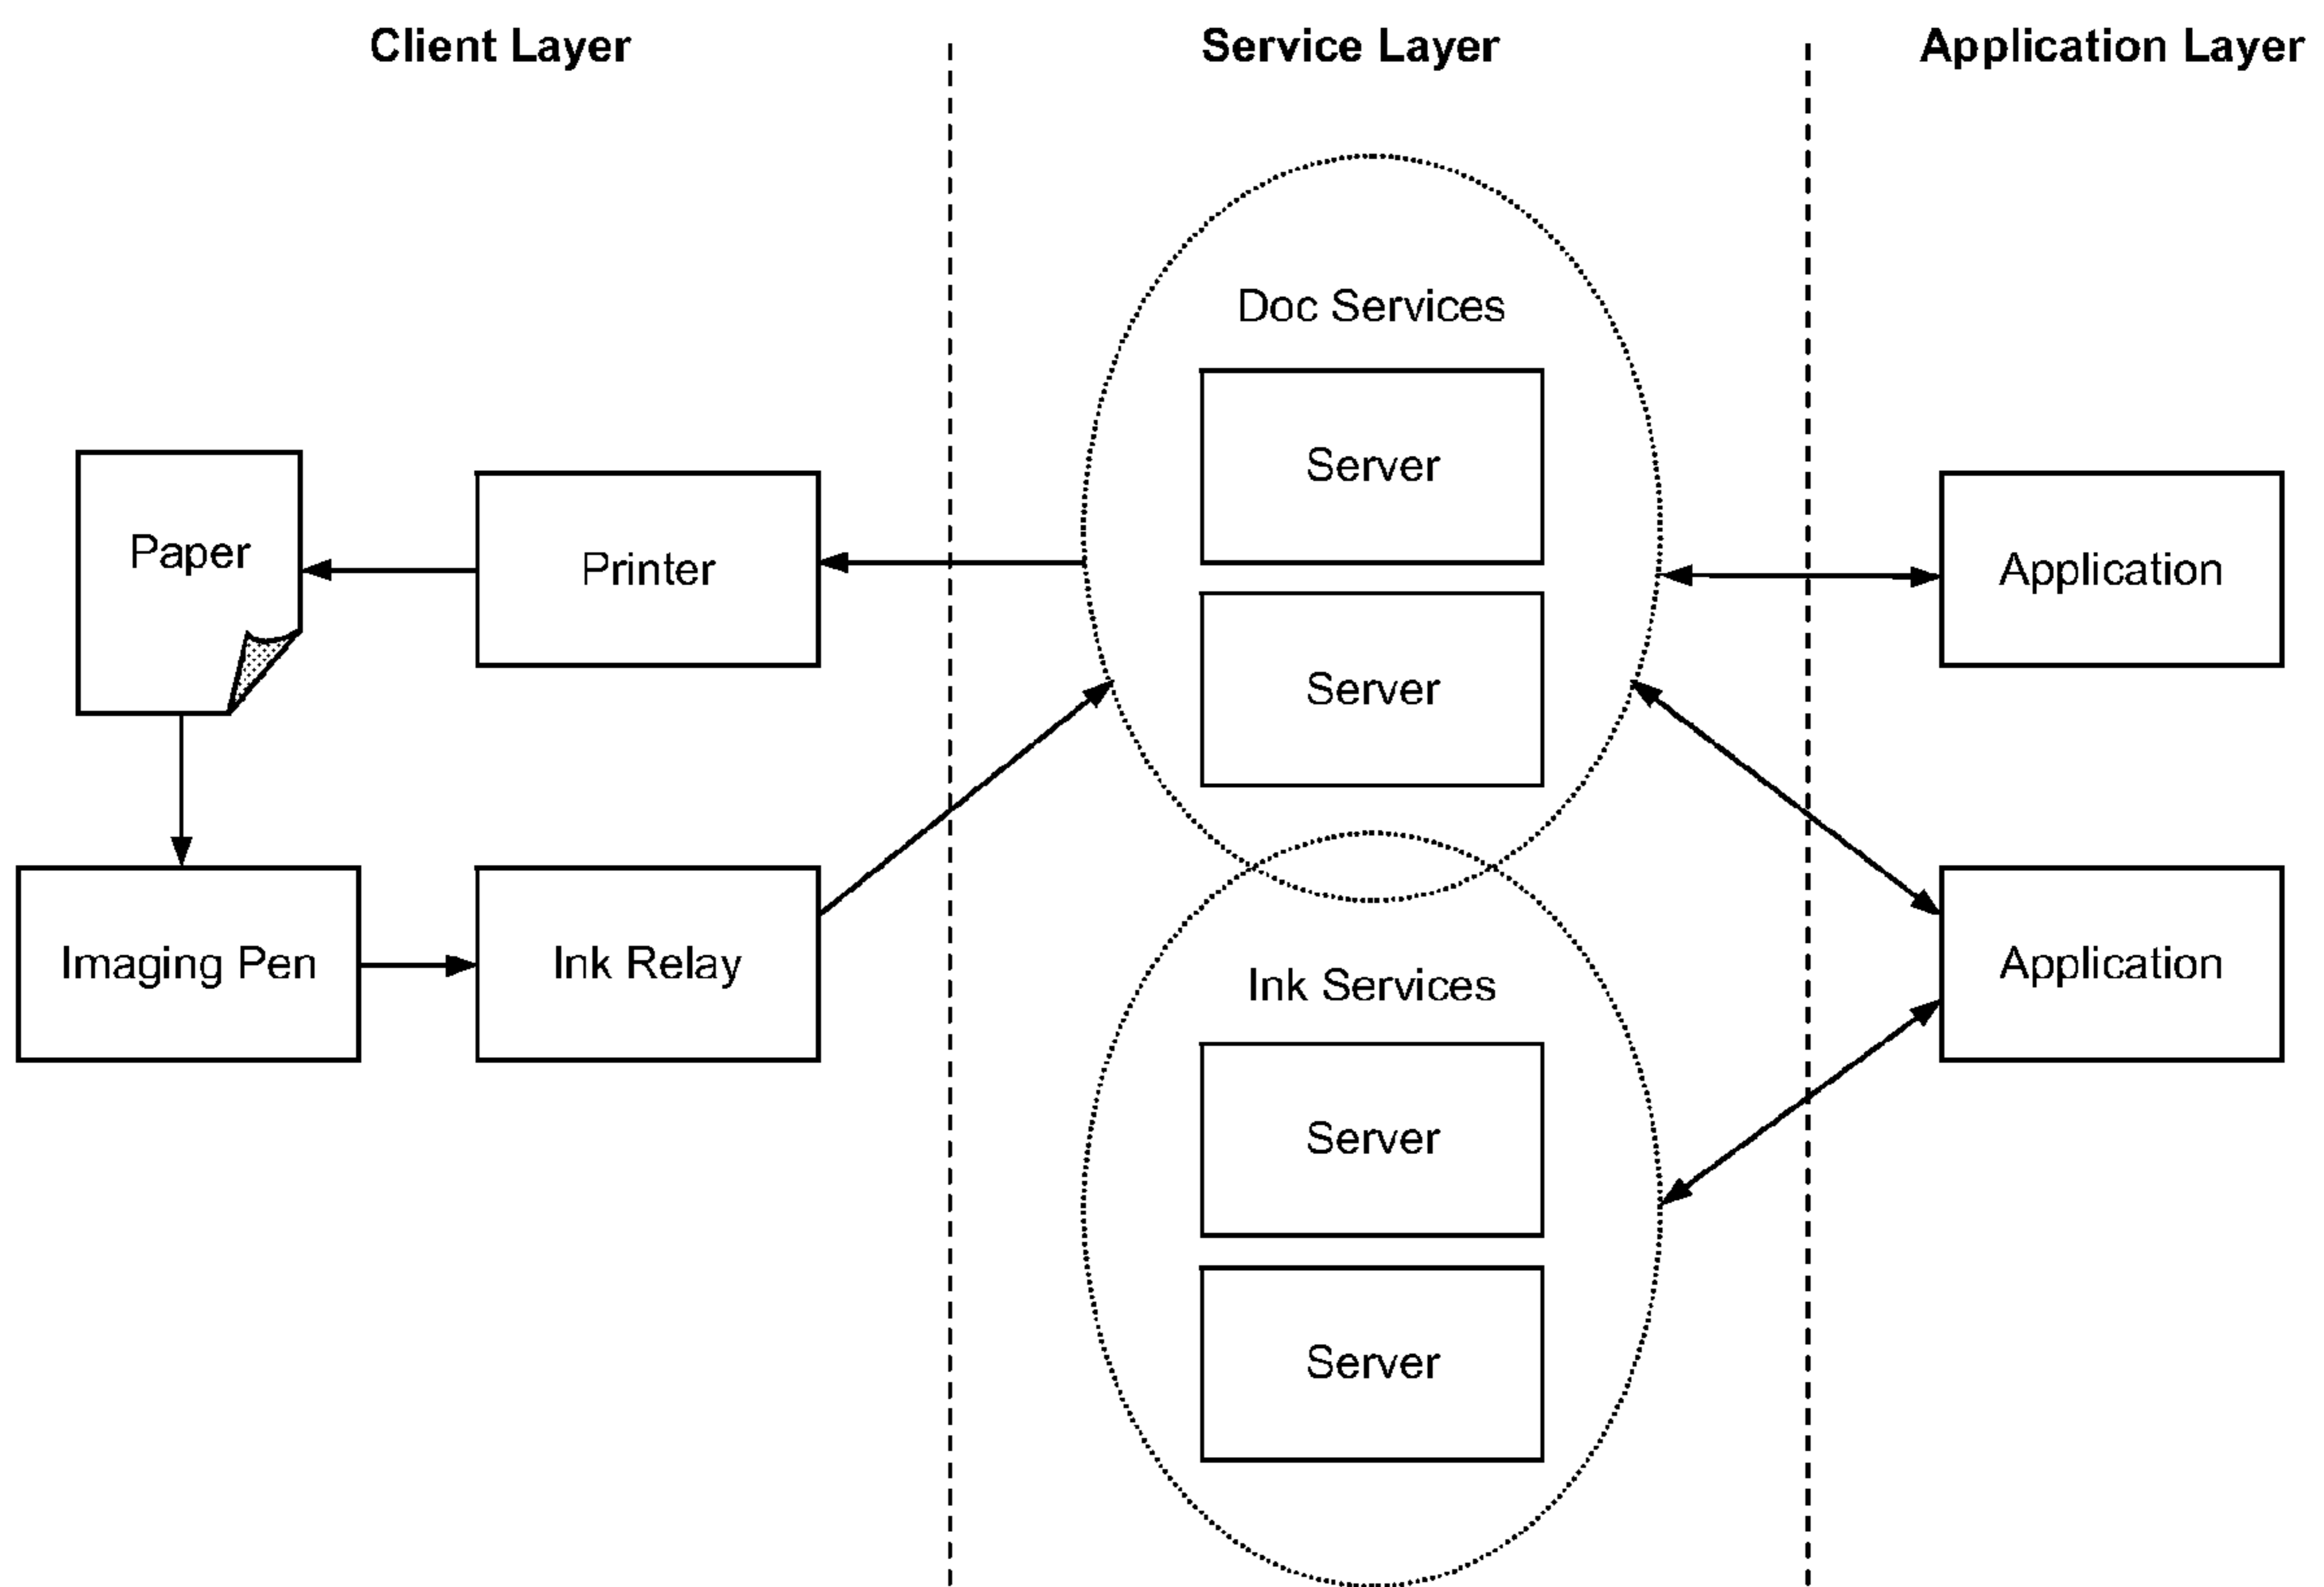 Client Layer
Service Layer
Application Layer
Doc Services
Server
Paper
Printer
Application
Server
Imaging Pen
Ink Relay
Application
Ink Services
Server
Server